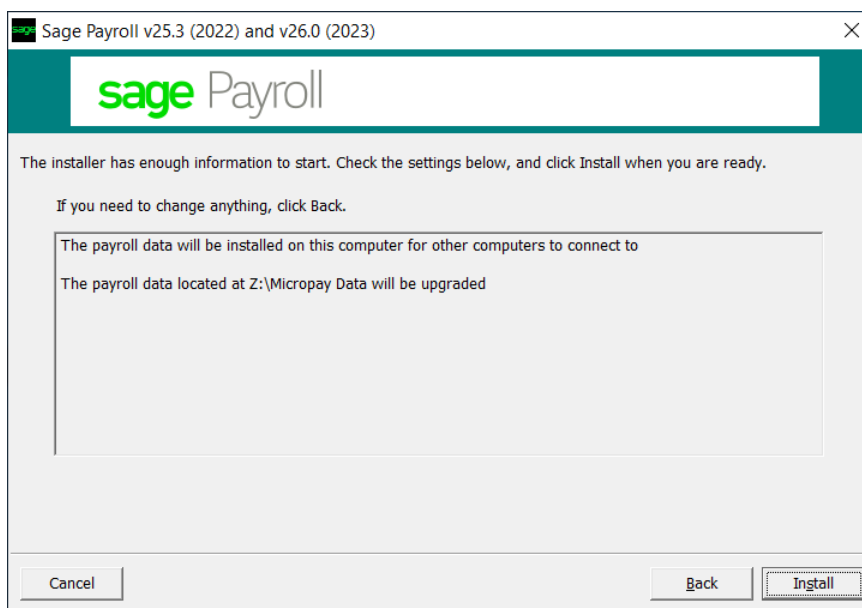 sage Sage Payroll v25.3 (2022) and v26.0 (2023)
sage Payroll
The installer has enough information to start. Check the settings below, and click Install when you are ready.
If you need to change anything, click Back.
The payroll data will be installed on this computer for other computers to connect to
The payroll data located at Z:\Micropay Data will be upgraded
Cancel Back Install